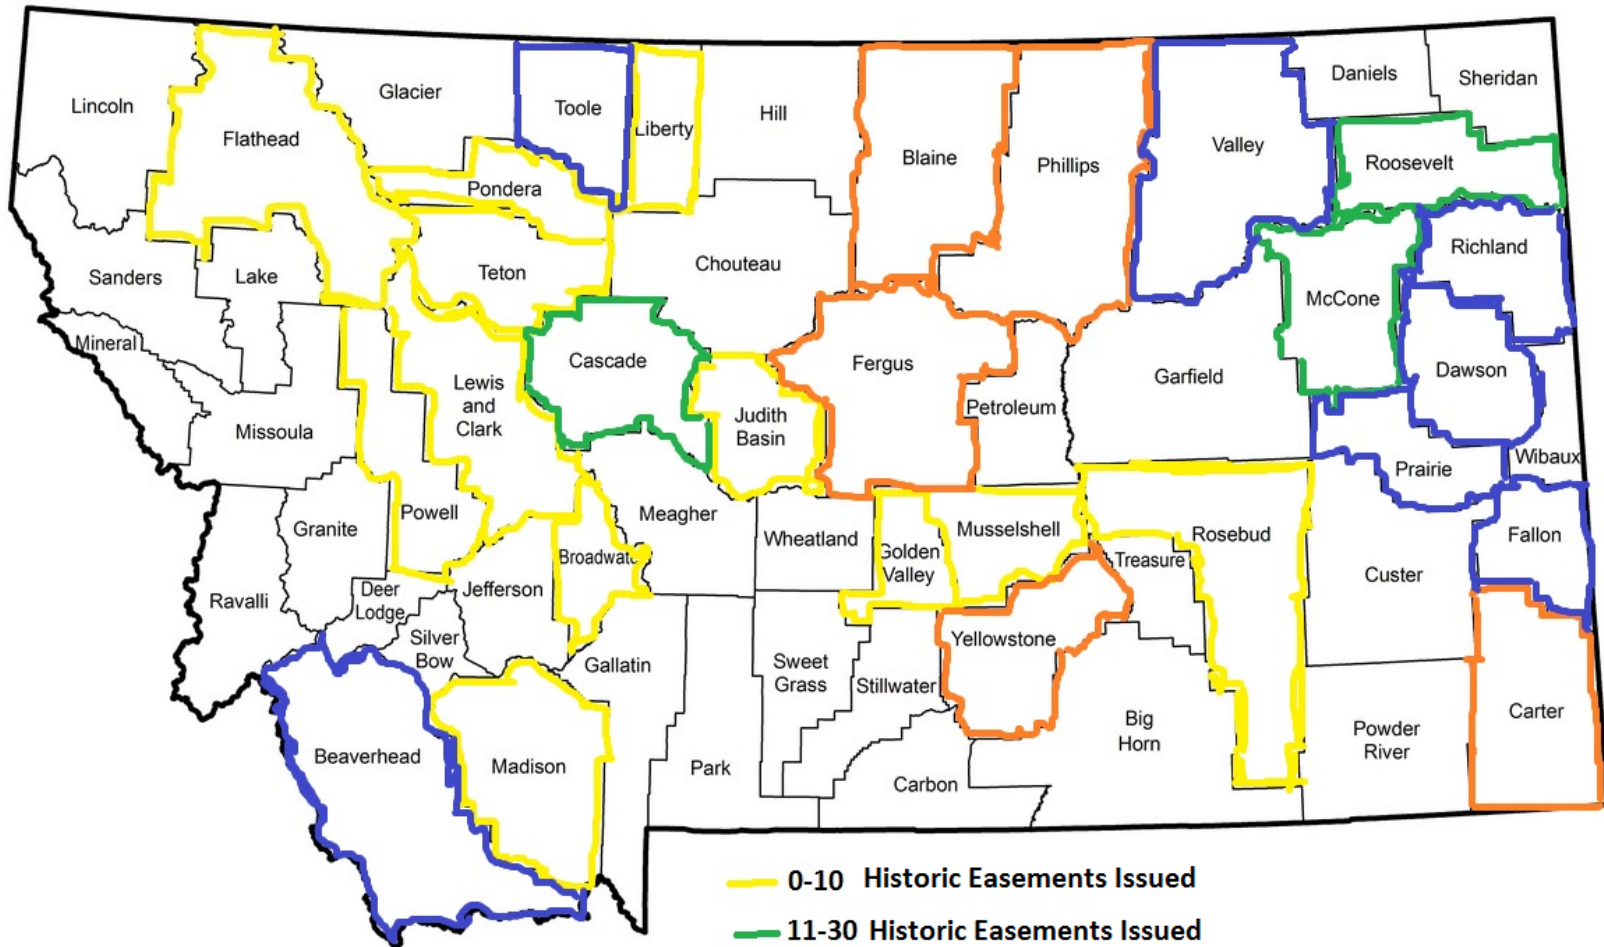 Lincoln
Flathead
Glacier
Toole
Liberty
Hill
Blaine
Phillips
Valley
Daniels
Sheridan
Roosevelt
Pondera
Sanders
Lake
Teton
Chouteau
McCone
Richland
Mineral
Missoula
Lewis
and
Clark
Cascade
Judith
Basin
Fergus
Petroleum
Garfield
Dawson
Prairie
Wibaux
Granite
Powell
Meagher
Wheatland
Golden
Valley
Musselshell
Treasure
Rosebud
Custer
Fallon
Ravalli
Deer
Lodge
Jefferson
Broadwate
Silver
Bow
Gallatin
Sweet
Grass
Stillwater
Yellowstone
Big
Horn
Powder
River
Carter
Beaverhead
Madison
Park
Carbon
0-10 Historic Easements Issued
11-30 Historic Easements Issued